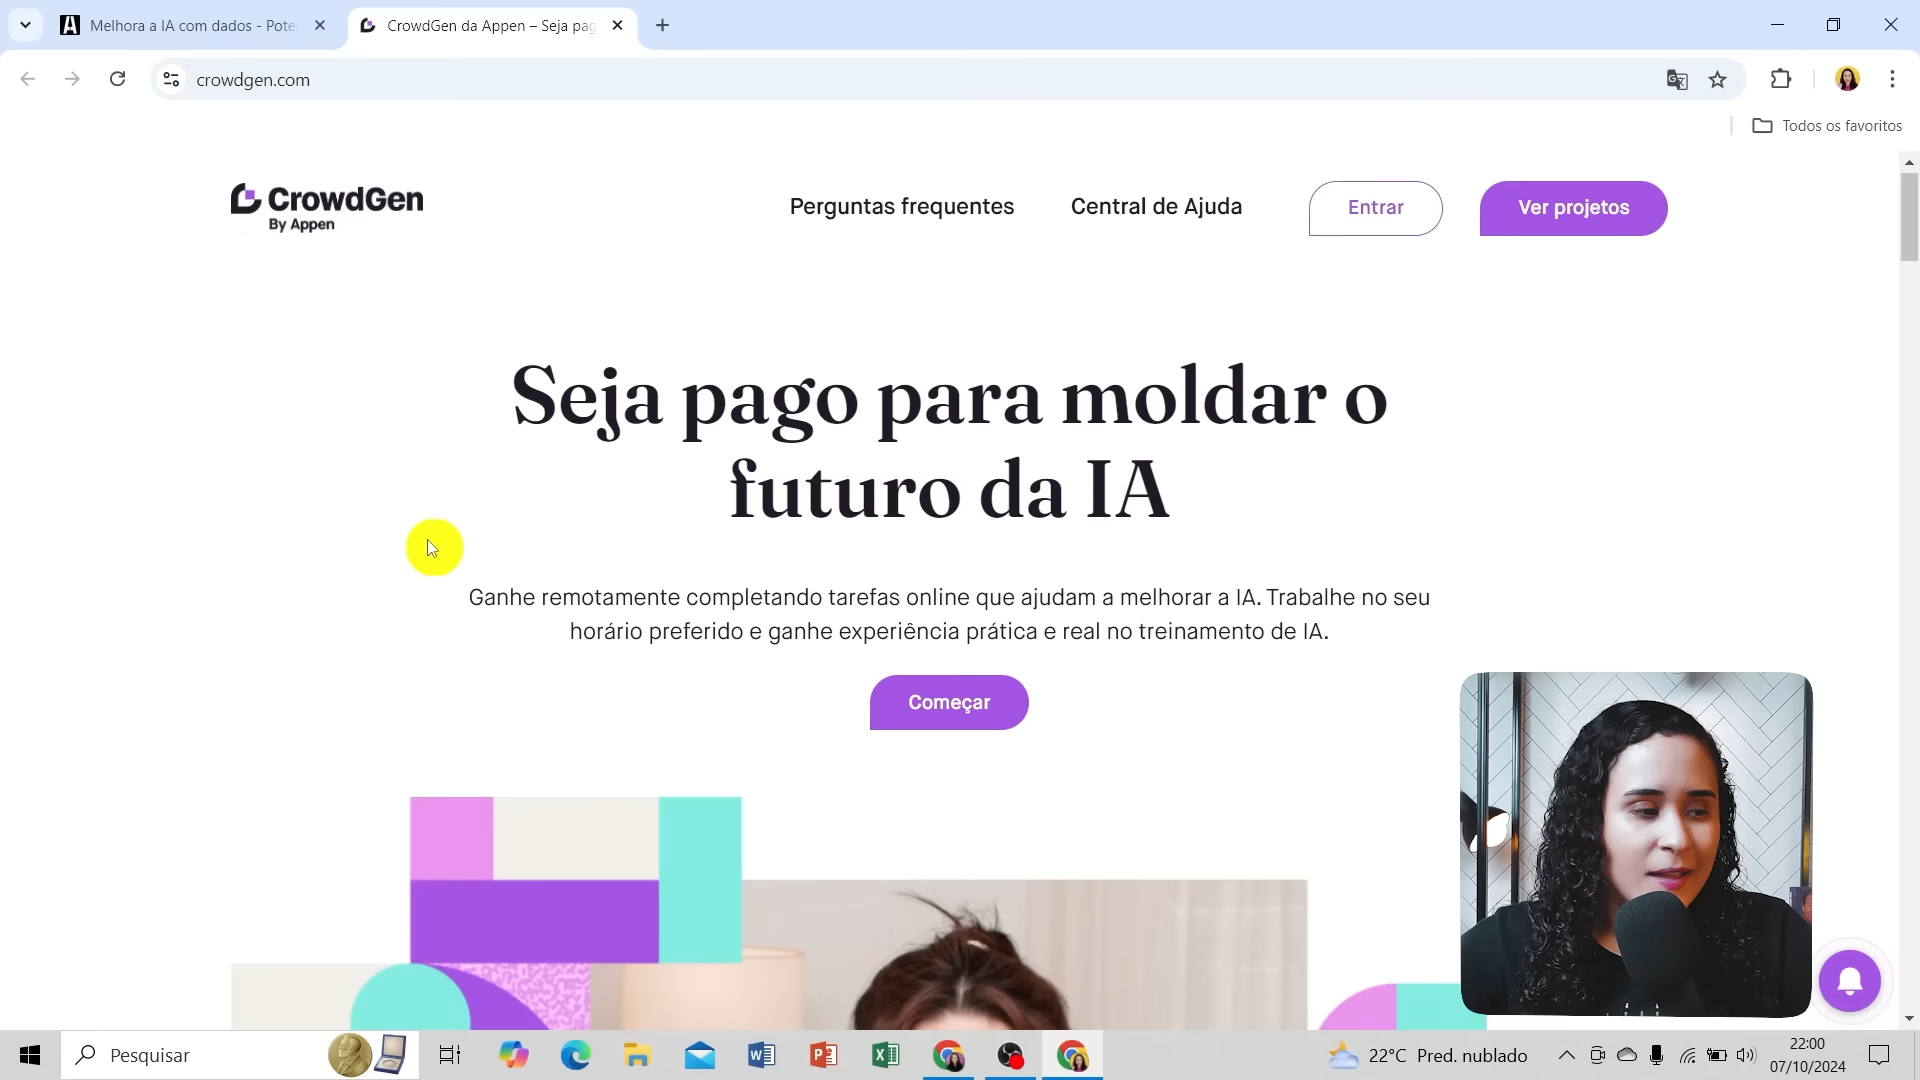 Melhora a IA com dados - Pote
CrowdGen da Appen – Seja pag
crowdgen.com
Todos os favoritos
CrowdGen
By Appen
Perguntas frequentes
Central de Ajuda
Entrar
Ver projetos
Seja pago para moldar o
futuro da IA
Ganhe remotamente completando tarefas online que ajudam a melhorar a IA. Trabalhe no seu
horário preferido e ganhe experiência prática e real no treinamento de IA.
Começar
Pesquisar
22°C Pred. nublado
22:00
07/10/2024